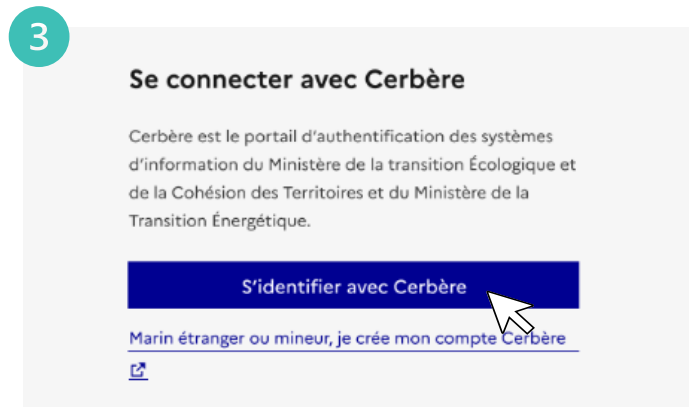 3
Se connecter avec Cerbère
Cerbère est le portail d'authentification des systèmes
d'information du Ministère de la transition Écologique et
de la Cohésion des Territoires et du Ministère de la
Transition Énergétique.
S'identifier avec Cerbère
Marin étranger ou mineur, je crée mon compte Cerbère